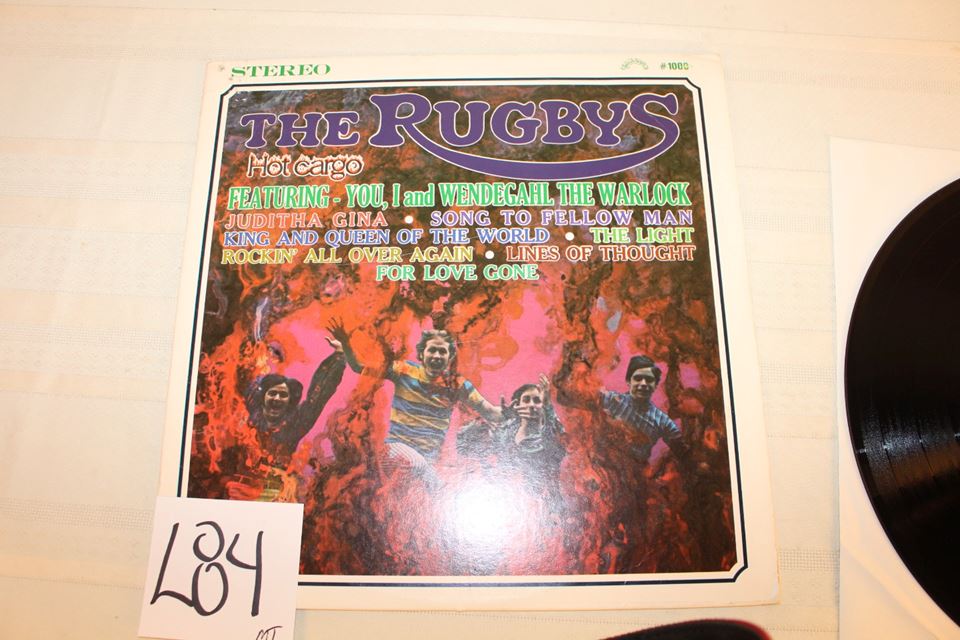 STEREO
#1000
THE RUGBYS
Hot cargo
FEATURING - YOU, I and WENDEGAHL THE WARLOCK
JUDITHA GINA • SONG TO FELLOW MAN
KING AND QUEEN OF THE WORLD • THE LIGHT
ROCKIN' ALL OVER AGAIN • LINES OF THOUGHT
FOR LOVE GONE
L84
MT